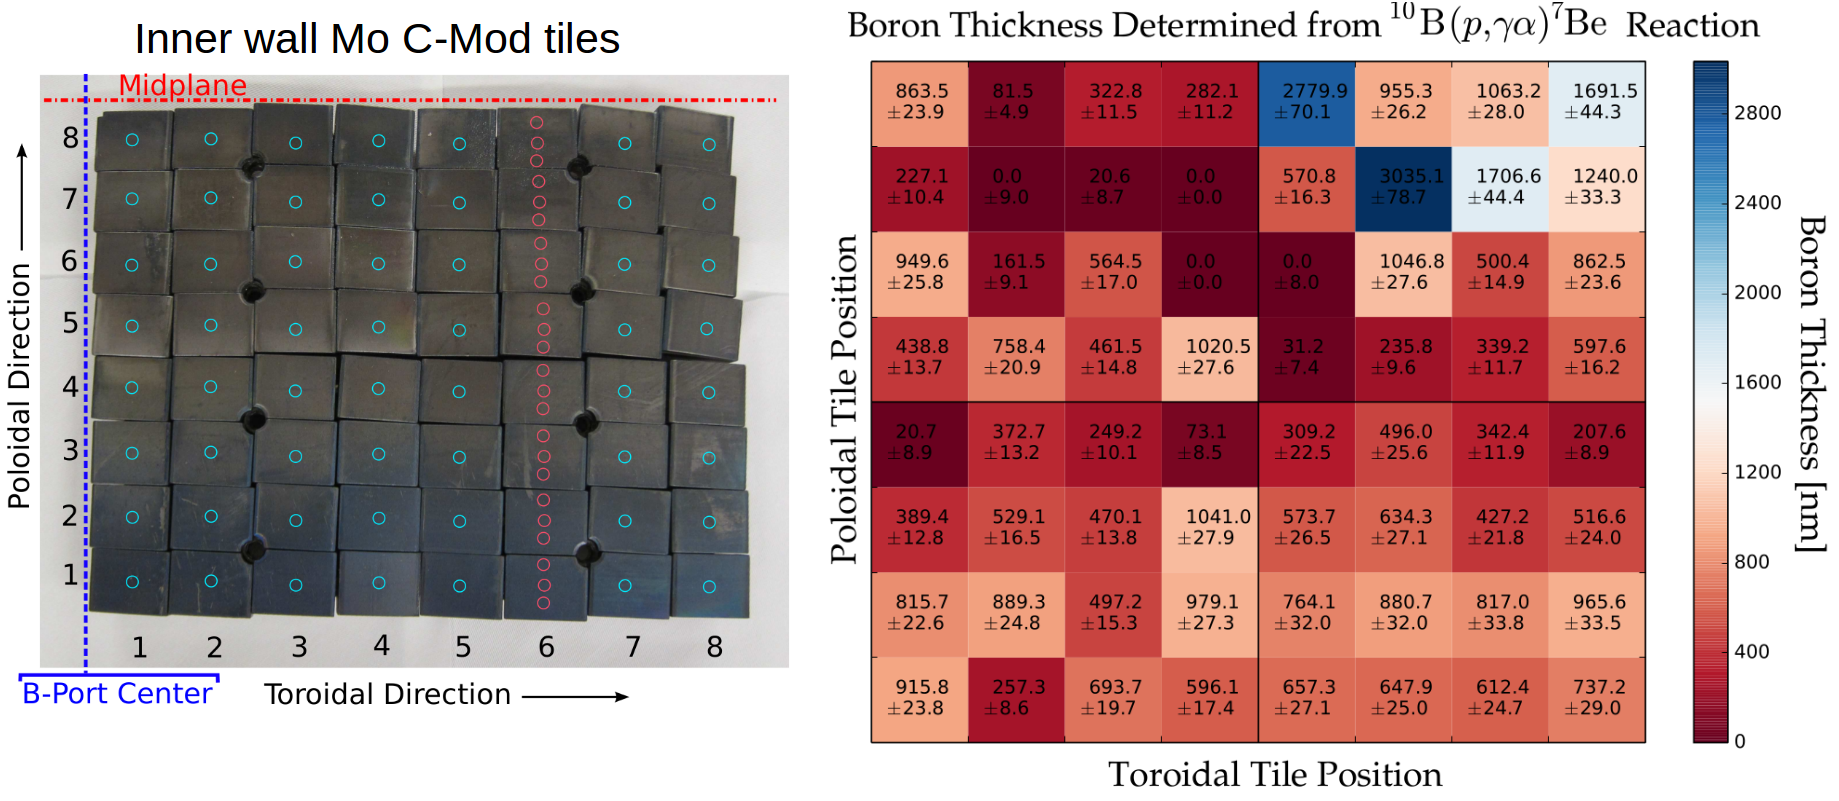 Inner wall Mo C-Mod tiles
Midplane
8
7
6
5
4
3
2
1
Poloidal Direction
1 2 3 4 5 6 7 8
B-Port Center
Toroidal Direction
Boron Thickness Determined from ¹⁰B(p,γα)⁷Be Reaction
863.5 81.5 322.8 282.1 2779.9 955.3 1063.2 1691.5
±23.9 ±4.9 ±11.5 ±11.2 ±70.1 ±26.2 ±28.0 ±44.3
227.1 0.0 20.6 0.0 570.8 3035.1 1706.6 1240.0
±10.4 ±9.0 ±8.7 ±0.0 ±16.3 ±78.7 ±44.4 ±33.3
949.6 161.5 564.5 0.0 0.0 1046.8 500.4 862.5
±25.8 ±9.1 ±17.0 ±0.0 ±8.0 ±27.6 ±14.9 ±23.6
438.8 758.4 461.5 1020.5 31.2 235.8 339.2 597.6
±13.7 ±20.9 ±14.8 ±27.6 ±7.4 ±9.6 ±11.7 ±16.2
20.7 372.7 249.2 73.1 309.2 496.0 342.4 207.6
±8.9 ±13.2 ±10.1 ±8.5 ±22.5 ±25.6 ±11.9 ±8.9
389.4 529.1 470.1 1041.0 573.7 634.3 427.2 516.6
±12.8 ±16.5 ±13.8 ±27.9 ±26.5 ±27.1 ±21.8 ±24.0
815.7 889.3 497.2 979.1 764.1 880.7 817.0 965.6
±22.6 ±24.8 ±15.3 ±27.3 ±32.0 ±32.0 ±33.8 ±33.5
915.8 257.3 693.7 596.1 657.3 647.9 612.4 737.2
±23.8 ±8.6 ±19.7 ±17.4 ±27.1 ±25.0 ±24.7 ±29.0
Poloidal Tile Position
Toroidal Tile Position
2800
2400
2000
1600
1200
800
400
0
Boron Thickness [nm]